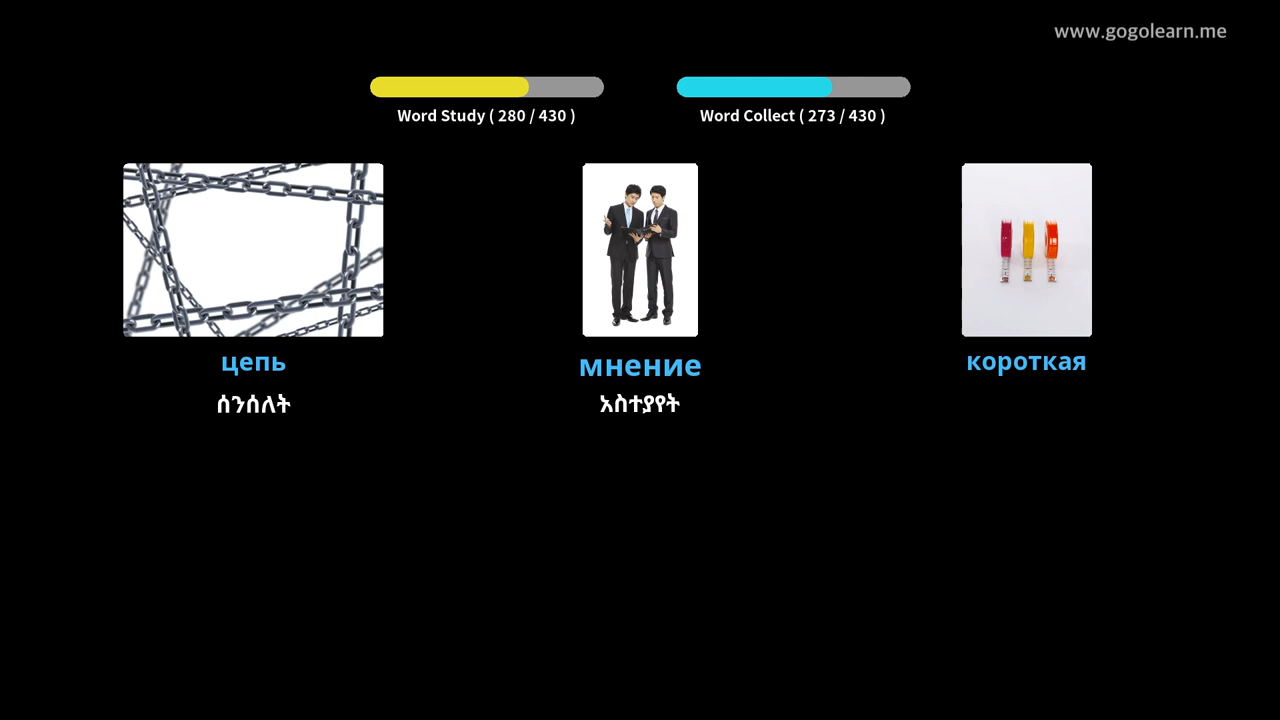 www.gogolearn.me
Word Study ( 280 / 430 )
Word Collect ( 273 / 430 )
цепь
мнение
короткая
ሰንሰለት
አስተያየት